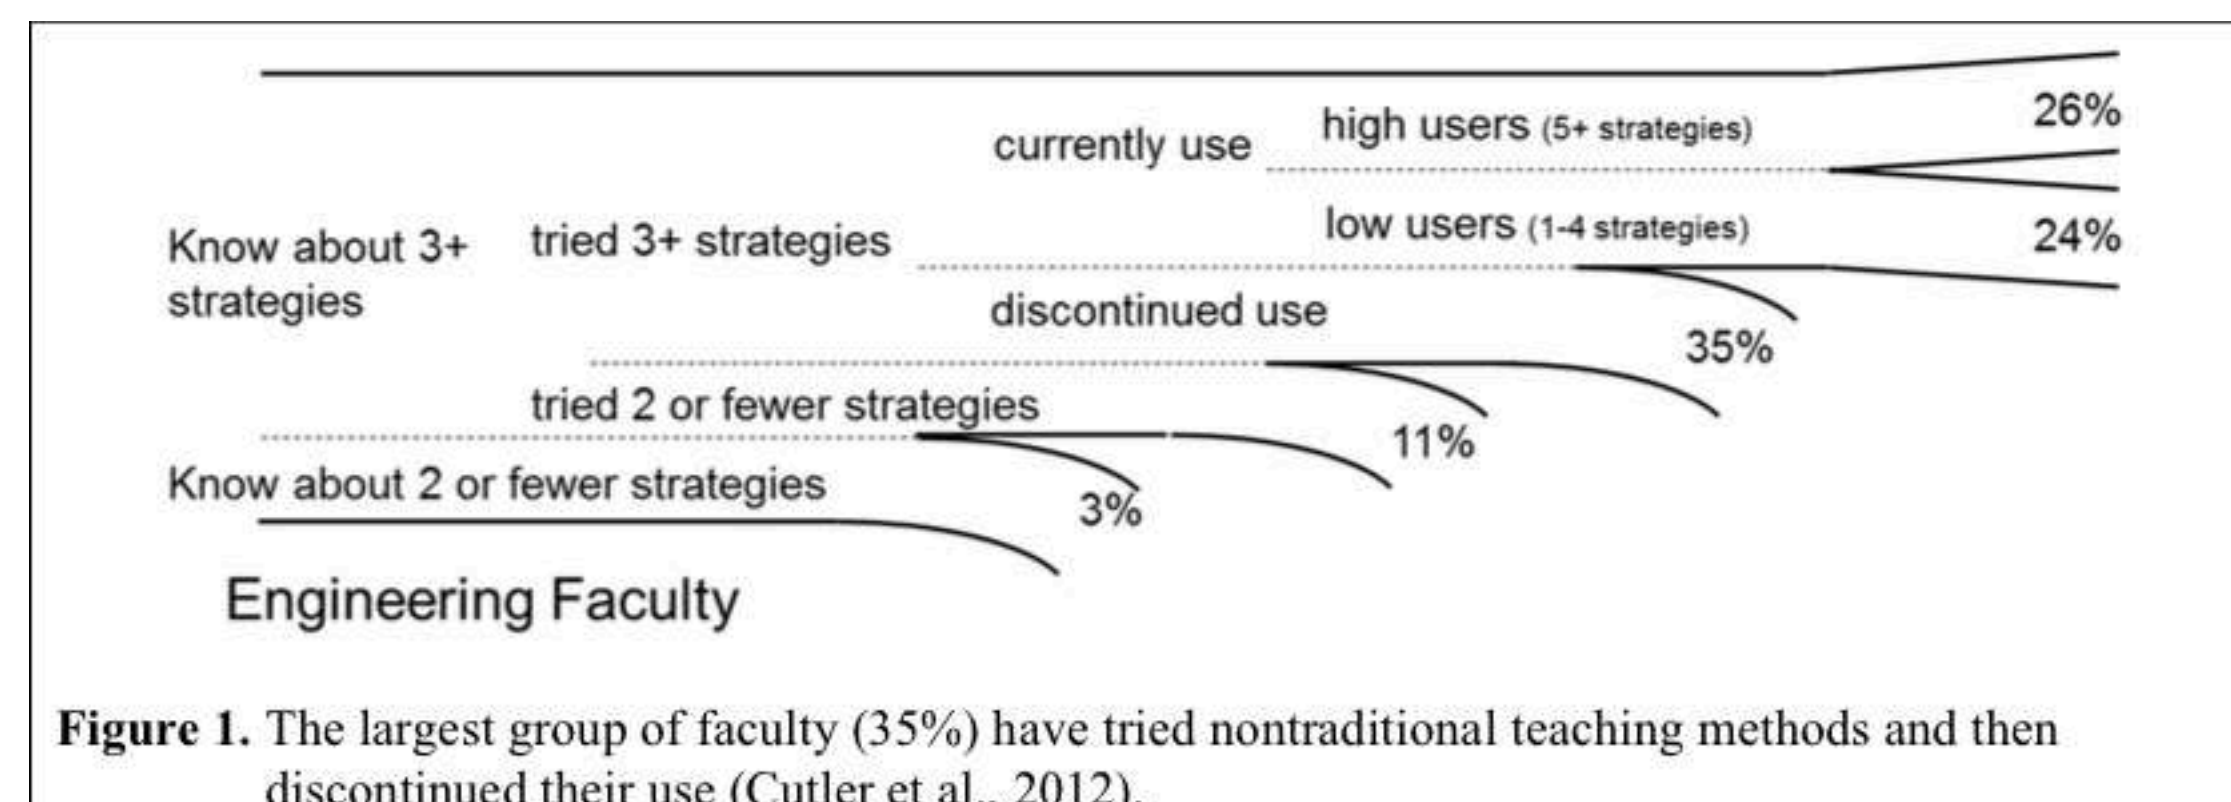 26%
high users (5+ strategies)
currently use
low users (1-4 strategies)
24%
Know about 3+
strategies
tried 3+ strategies
discontinued use
35%
tried 2 or fewer strategies
11%
Know about 2 or fewer strategies
3%
Engineering Faculty
Figure 1. The largest group of faculty (35%) have tried nontraditional teaching methods and then
discontinued their use (Cutler et al., 2012).